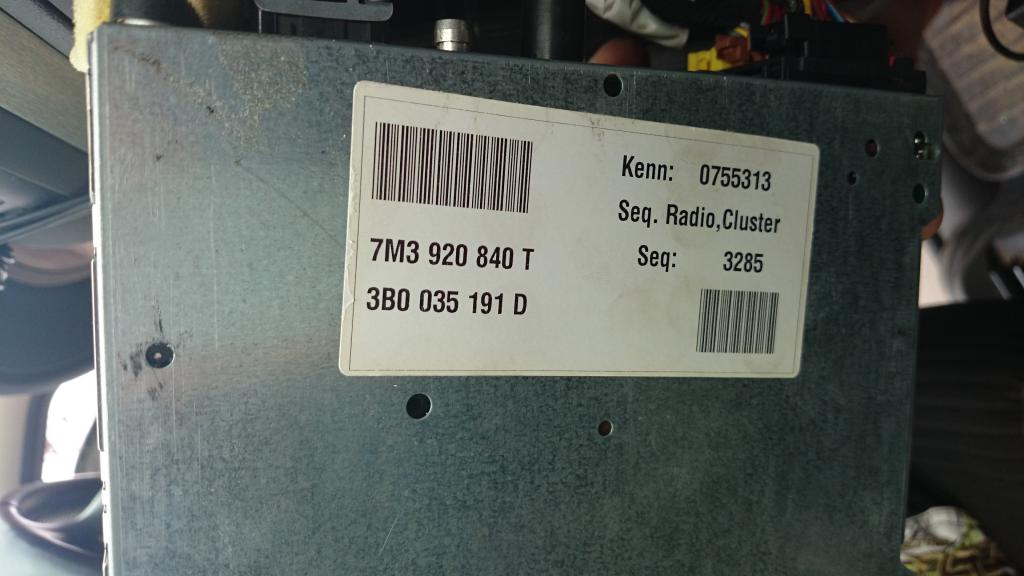 Kenn: 0755313
Seq. Radio,Cluster
7M3 920 840 T
Seq: 3285
3B0 035 191 D